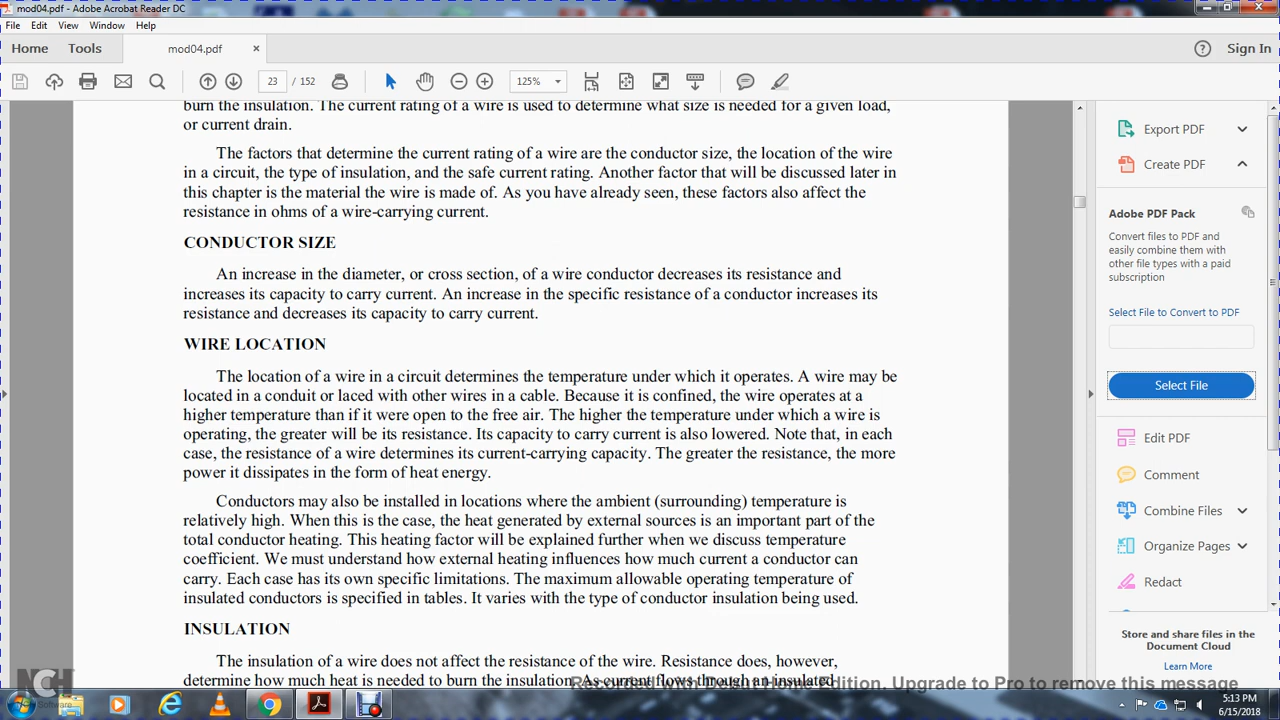 mod04.pdf - Adobe Acrobat Reader DC
File Edit View Window Help
Home Tools mod04.pdf × ? Sign In
23 / 152 125%
burn the insulation. The current rating of a wire is used to determine what size is needed for a given load,
or current drain.
The factors that determine the current rating of a wire are the conductor size, the location of the wire
in a circuit, the type of insulation, and the safe current rating. Another factor that will be discussed later in
this chapter is the material the wire is made of. As you have already seen, these factors also affect the
resistance in ohms of a wire-carrying current.
CONDUCTOR SIZE
An increase in the diameter, or cross section, of a wire conductor decreases its resistance and
increases its capacity to carry current. An increase in the specific resistance of a conductor increases its
resistance and decreases its capacity to carry current.
WIRE LOCATION
The location of a wire in a circuit determines the temperature under which it operates. A wire may be
located in a conduit or laced with other wires in a cable. Because it is confined, the wire operates at a
higher temperature than if it were open to the free air. The higher the temperature under which a wire is
operating, the greater will be its resistance. Its capacity to carry current is also lowered. Note that, in each
case, the resistance of a wire determines its current-carrying capacity. The greater the resistance, the more
power it dissipates in the form of heat energy.
Conductors may also be installed in locations where the ambient (surrounding) temperature is
relatively high. When this is the case, the heat generated by external sources is an important part of the
total conductor heating. This heating factor will be explained further when we discuss temperature
coefficient. We must understand how external heating influences how much current a conductor can
carry. Each case has its own specific limitations. The maximum allowable operating temperature of
insulated conductors is specified in tables. It varies with the type of conductor insulation being used.
INSULATION
The insulation of a wire does not affect the resistance of the wire. Resistance does, however,
determine how much heat is needed to burn the insulation. As current flows through an insulated
Export PDF
Create PDF
Adobe PDF Pack
Convert files to PDF and
easily combine them with
other file types with a paid
subscription
Select File to Convert to PDF
Select File
Edit PDF
Comment
Combine Files
Organize Pages
Redact
Store and share files in the
Document Cloud
Learn More
NCH
Software
Home Edition, Upgrade to Pro to remove this message
5:13 PM
6/15/2018